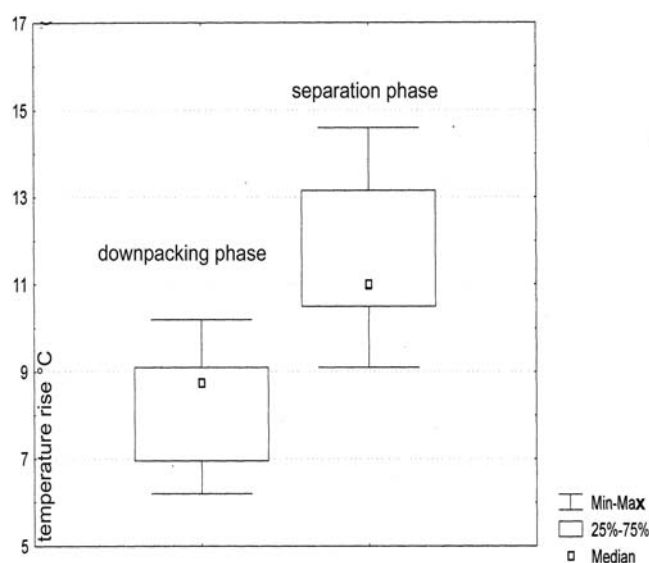 17
separation phase
15
13
downpacking phase
11
9
7
5
temperature rise °C
Min-Max
25%-75%
Median